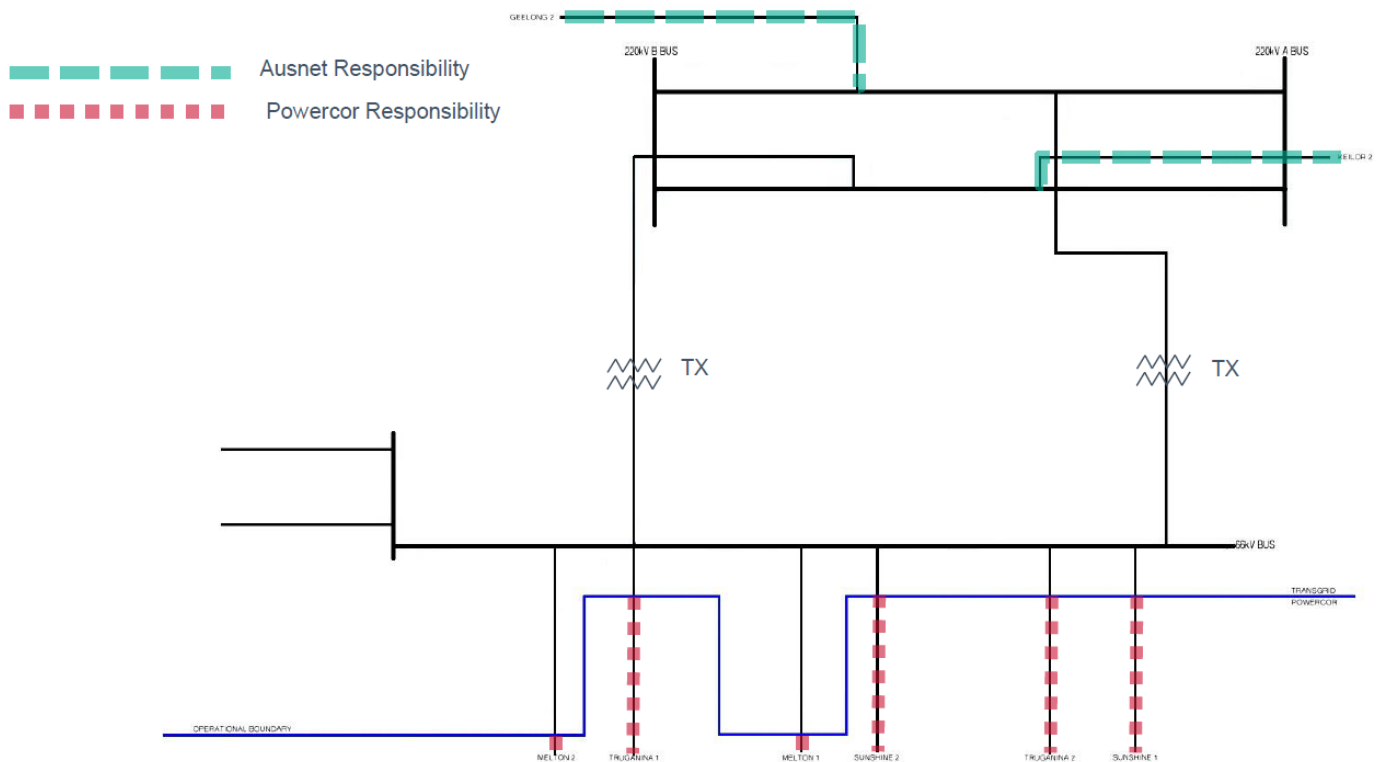 GEELONG 2
220kV B BUS
220kV A BUS
Ausnet Responsibility
Powercor Responsibility
KEILOR 2
TX
TX
66kV BUS
TRANSGRID
POWERCOR
OPERATIONAL BOUNDARY
MELTON 2
TRUGANINA 1
MELTON 1
SUNSHINE 2
TRUGANINA 2
SUNSHINE 1